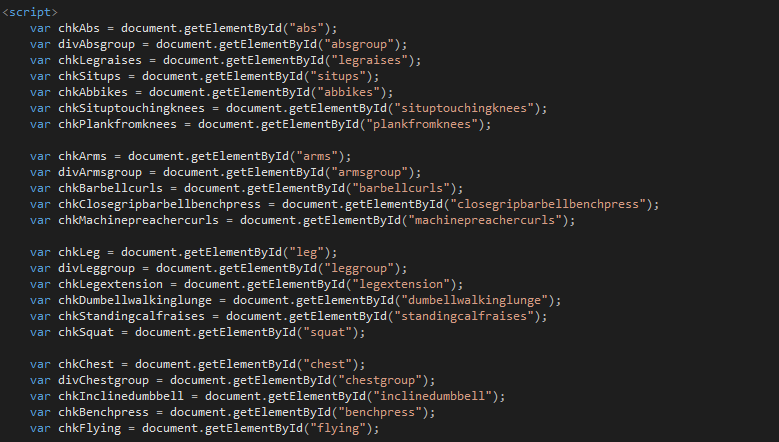 <script>
var chkAbs = document.getElementById("abs");
var divAbsgroup = document.getElementById("absgroup");
var chkLegraises = document.getElementById("legraises");
var chkSitups = document.getElementById("situps");
var chkAbbikes = document.getElementById("abbikes");
var chkSituptouchingknees = document.getElementById("situptouchingknees");
var chkPlankfromknees = document.getElementById("plankfromknees");
var chkArms = document.getElementById("arms");
var divArmsgroup = document.getElementById("armsgroup");
var chkBarbellcurls = document.getElementById("barbellcurls");
var chkClosegripbarbellbenchpress = document.getElementById("closegripbarbellbenchpress");
var chkMachinepreachercurls = document.getElementById("machinepreachercurls");
var chkLeg = document.getElementById("leg");
var divLeggroup = document.getElementById("leggroup");
var chkLegextension = document.getElementById("legextension");
var chkDumbellwalkinglunge = document.getElementById("dumbellwalkinglunge");
var chkStandingcalfraises = document.getElementById("standingcalfraises");
var chkSquat = document.getElementById("squat");
var chkChest = document.getElementById("chest");
var divChestgroup = document.getElementById("chestgroup");
var chkInclinedumbbell = document.getElementById("inclinedumbbell");
var chkBenchpress = document.getElementById("benchpress");
var chkFlying = document.getElementById("flying");